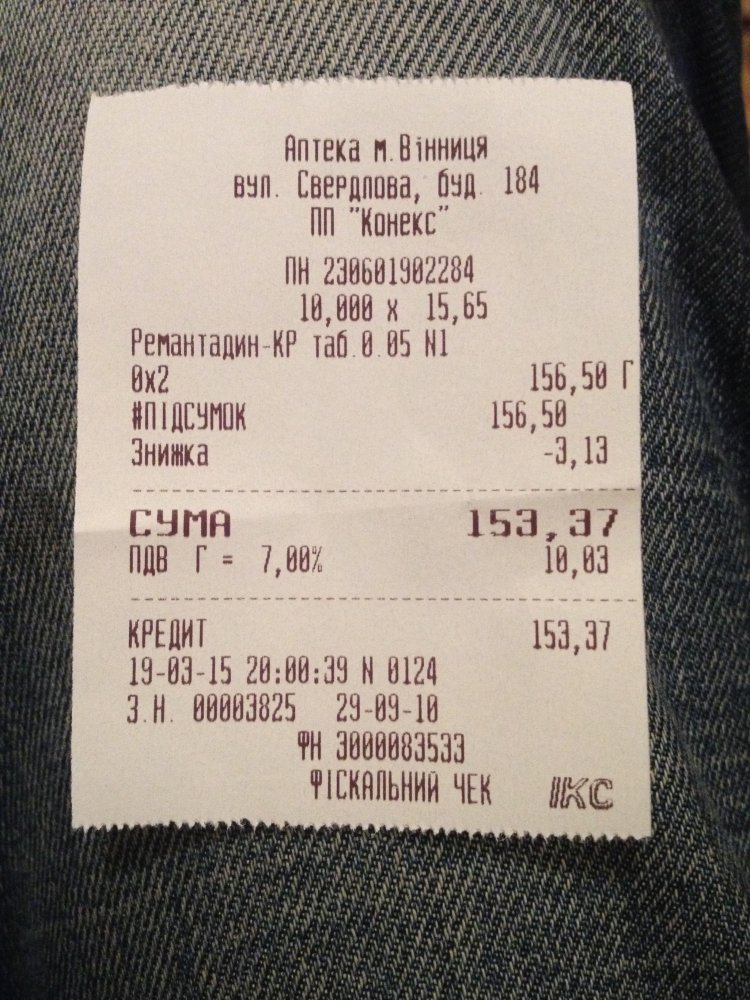 Аптека м.Вінниця
вул. Свердлова, буд. 184
ПП "Конекс"
ПН 230601902284
10,000 х 15,65
Ремантадин-КР таб.0.05 N1
0х2 156,50 Г
#ПІДСУМОК 156,50
Знижка -3,13
СУМА 153,37
ПДВ Г = 7,00% 10,03
КРЕДИТ 153,37
19-03-15 20:00:39 N 0124
З.Н. 00003825 29-09-10
ФН 3000083533
ФІСКАЛЬНИЙ ЧЕК ІКС